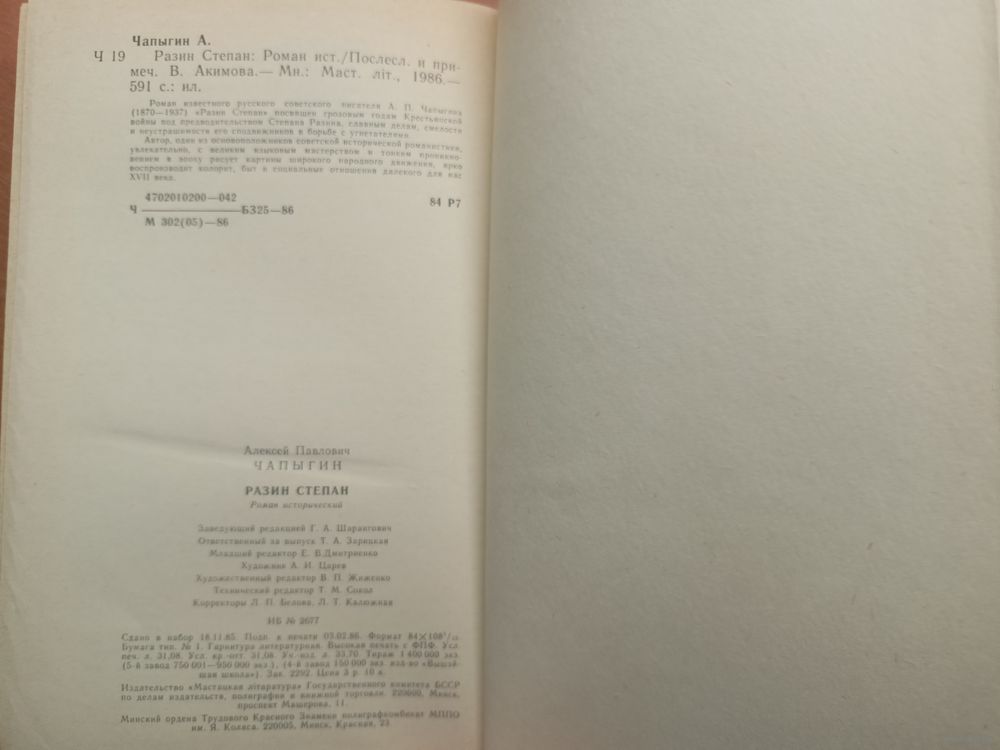 Чапыгин А.
Ч 19 Разин Степан: Роман ист./Послесл. и при-
меч. В. Акимова.— Мн.: Маст. літ., 1986.—
591 с.: ил.
Роман известного русского советского писателя А. П. Чапыгина
(1870—1937) «Разин Степан» посвящен грозовым годам Крестьянской
войны под предводительством Степана Разина, славным делам, смелости
и неустрашимости его сподвижников в борьбе с угнетателями.
Автор, один из основоположников советской исторической романистики,
увлекательно, с великим языковым мастерством и тонким проникно-
вением в эпоху рисует картины широкого народного движения, ярко
воспроизводит колорит, быт и социальные отношения далекого для нас
XVII века.
4702010200—042
Ч БЗ25—86 84 Р7
М 302(05)—86
Алексей Павлович
ЧАПЫГИН
РАЗИН СТЕПАН
Роман исторический
Заведующий редакцией Г. А. Шарангович
Ответственный за выпуск Т. А. Зарицкая
Младший редактор Е. В.Дмитриенко
Художник А. И. Царев
Художественный редактор В. П. Жиженко
Технический редактор Т. М. Сокол
Корректоры Л. П. Белова, Л. Т. Калюжная
ИБ № 2677
Сдано в набор 18.11.85. Подп. к печати 03.02.86. Формат 84×108¹/₃₂
Бумага тип. № 1. Гарнитура литературная. Высокая печать с ФПФ. Усл.
печ. л. 31,08. Усл. кр.-отт. 31,08. Уч.-изд. л. 33,70. Тираж 1 400 000 экз.
(5-й завод 750 001—950 000 экз.), (4-й завод 150 000 экз. изд-во «Вышэй-
шая школа»). Зак. 2292. Цена 3 р. 10 к.
Издательство «Мастацкая літаратура» Государственного комитета БССР
по делам издательств, полиграфии и книжной торговли. 220600, Минск,
проспект Машерова, 11.
Минский ордена Трудового Красного Знамени полиграфкомбинат МППО
им. Я. Коласа. 220005, Минск, Красная, 23